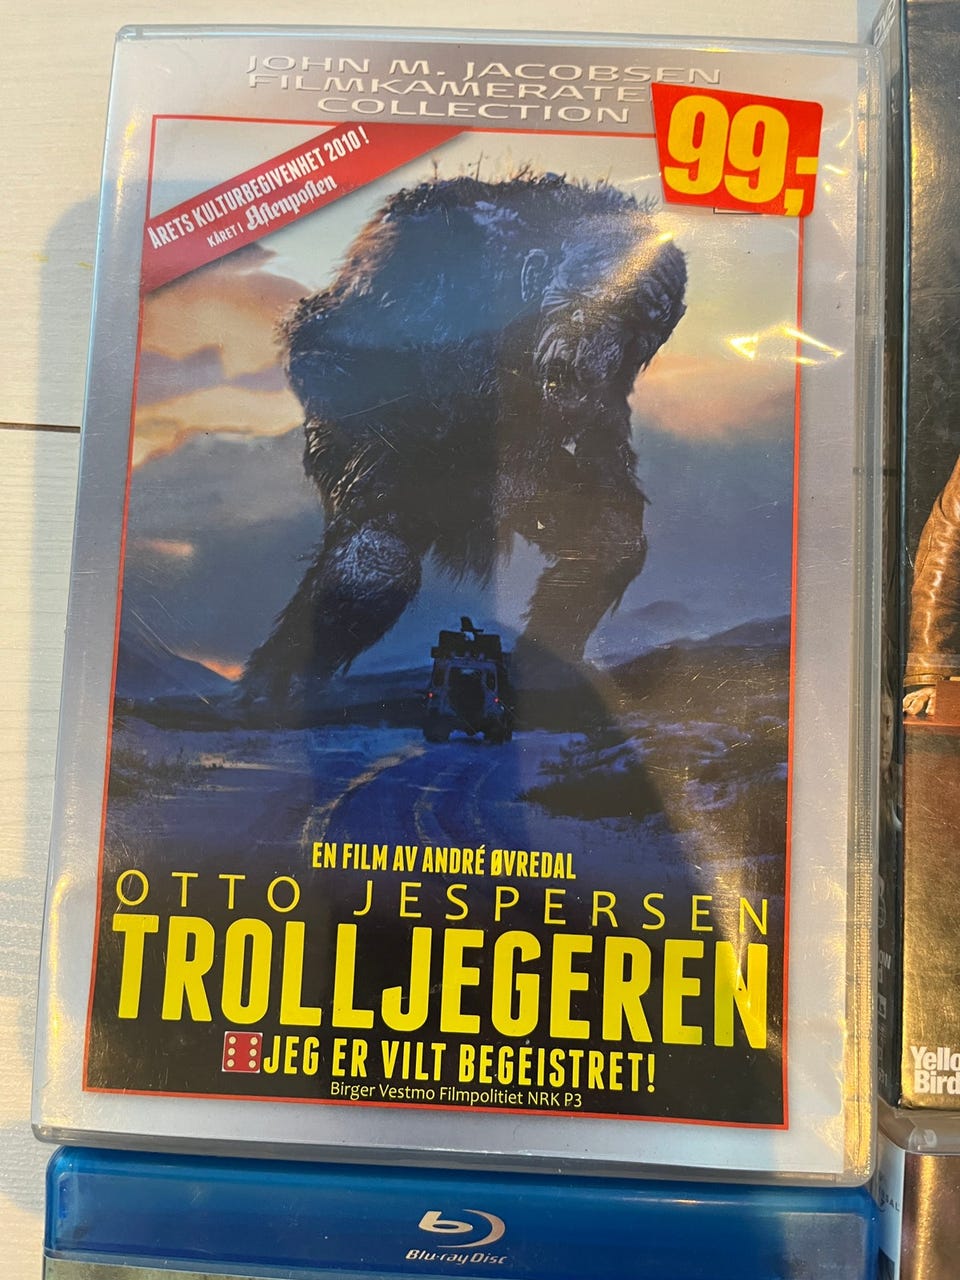 JOHN M. JACOBSEN
FILMKAMERATE
COLLECTION
99,-
ÅRETS KULTURBEGIVENHET 2010!
KÅRET I Aftenposten
EN FILM AV ANDRÉ ØVREDAL
OTTO JESPERSEN
TROLLJEGEREN
JEG ER VILT BEGEISTRET!
Birger Vestmo Filmpolitiet NRK P3
Blu-ray Disc
Yello
Bird